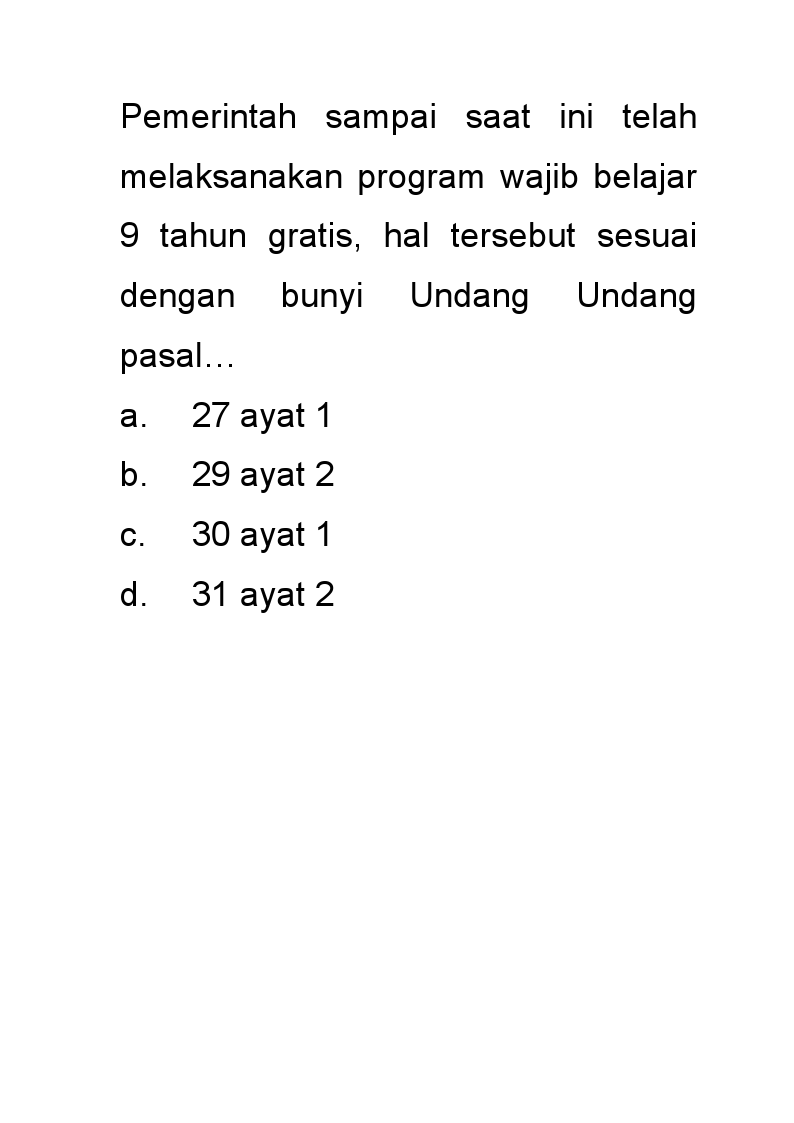 Pemerintah sampai saat ini telah
melaksanakan program wajib belajar
9 tahun gratis, hal tersebut sesuai
dengan bunyi Undang Undang
pasal…
a. 27 ayat 1
b. 29 ayat 2
c. 30 ayat 1
d. 31 ayat 2